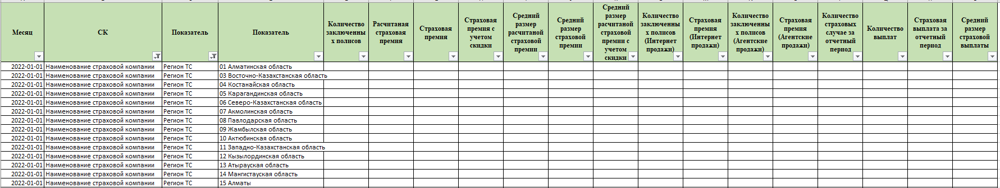 Месяц
СК
Показатель
Показатель
Количество
заключенны
х полисов
Расчитаная
страховая
премия
Страховая
премия
Страховая
премия с
учетом
скидки
Средний
размер
расчитаной
страховой
премии
Средний
размер
страховой
премии
Средний
размер
расчитаной
страховой
премии с
учетом
скидки
Количество
заключенны
х полисов
(Интернет
продажи)
Страховая
премия
(Интернет
продажи)
Количество
заключенны
х полисов
(Агентские
продажи)
Страховая
премия
(Агентские
продажи)
Количество
страховых
случае за
отчетный
период
Количество
выплат
Страховая
выплата за
отчетный
период
Средний
размер
страховой
выплаты
2022-01-01 Наименование страховой компании Регион ТС 01 Алматинская область
2022-01-01 Наименование страховой компании Регион ТС 03 Восточно-Казахстанская область
2022-01-01 Наименование страховой компании Регион ТС 04 Костанайская область
2022-01-01 Наименование страховой компании Регион ТС 05 Карагандинская область
2022-01-01 Наименование страховой компании Регион ТС 06 Северо-Казахстанская область
2022-01-01 Наименование страховой компании Регион ТС 07 Акмолинская область
2022-01-01 Наименование страховой компании Регион ТС 08 Павлодарская область
2022-01-01 Наименование страховой компании Регион ТС 09 Жамбылская область
2022-01-01 Наименование страховой компании Регион ТС 10 Актюбинская область
2022-01-01 Наименование страховой компании Регион ТС 11 Западно-Казахстанская область
2022-01-01 Наименование страховой компании Регион ТС 12 Кызылординская область
2022-01-01 Наименование страховой компании Регион ТС 13 Атырауская область
2022-01-01 Наименование страховой компании Регион ТС 14 Мангистауская область
2022-01-01 Наименование страховой компании Регион ТС 15 Алматы